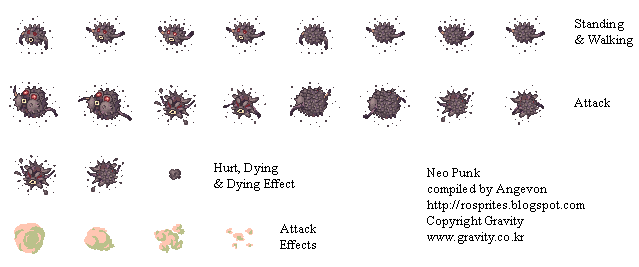 Standing
& Walking
Attack
Hurt, Dying
& Dying Effect
Neo Punk
compiled by Angevon
http://rosprites.blogspot.com
Copyright Gravity
www.gravity.co.kr
Attack
Effects